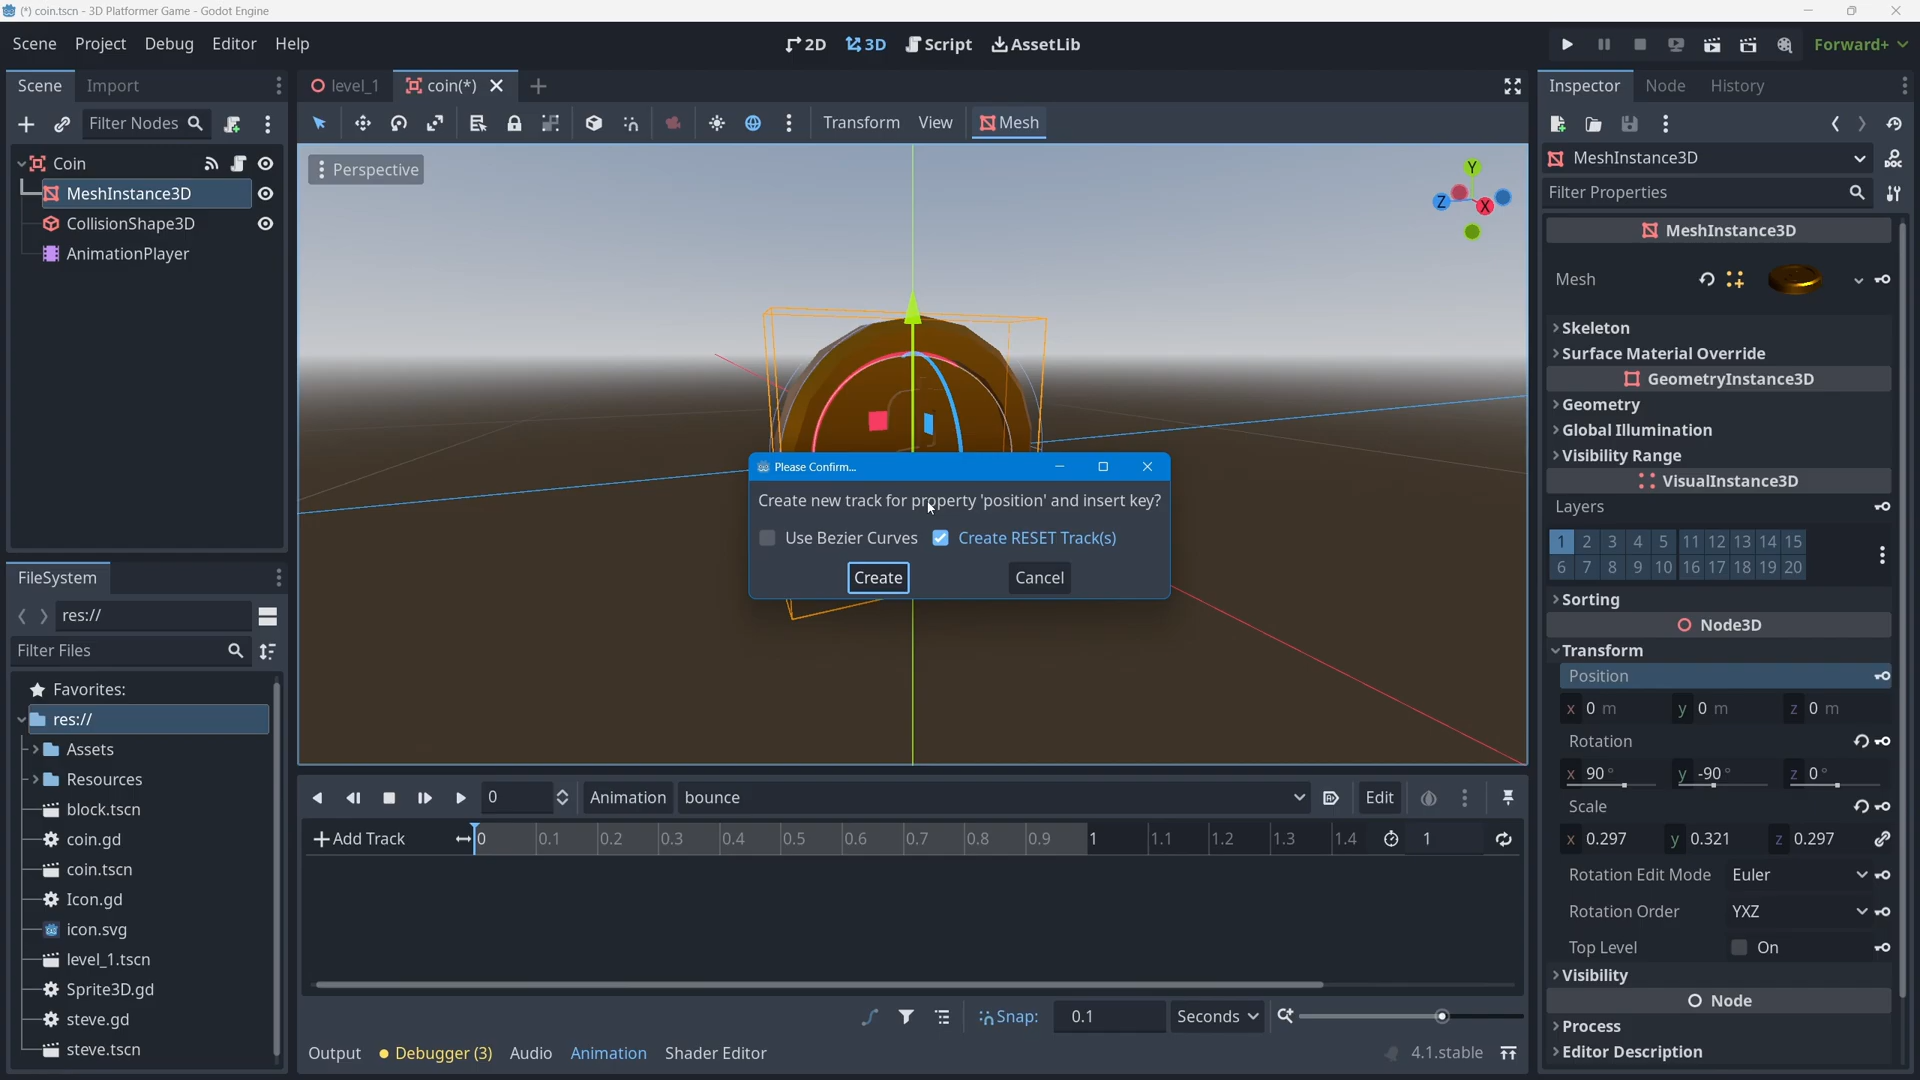 (*) coin.tscn - 3D Platformer Game - Godot Engine
Scene Project Debug Editor Help
2D 3D Script AssetLib
Forward+
Scene Import
level_1 coin(*)
Inspector Node History
Filter Nodes
Transform View Mesh
Coin
MeshInstance3D
CollisionShape3D
AnimationPlayer
Perspective
Y
Z
X
MeshInstance3D
Filter Properties
MeshInstance3D
Mesh
Skeleton
Surface Material Override
GeometryInstance3D
Geometry
Global Illumination
Visibility Range
VisualInstance3D
Layers
1 2 3 4 5 11 12 13 14 15
6 7 8 9 10 16 17 18 19 20
Sorting
Node3D
Transform
Position
x 0 m y 0 m z 0 m
Rotation
x 90 ° y -90 ° z 0 °
Scale
x 0.297 y 0.321 z 0.297
Rotation Edit Mode Euler
Rotation Order YXZ
Top Level On
Visibility
Node
Process
Editor Description
Please Confirm...
Create new track for property 'position' and insert key?
Use Bezier Curves Create RESET Track(s)
Create Cancel
FileSystem
res://
Filter Files
Favorites:
res://
Assets
Resources
block.tscn
coin.gd
coin.tscn
Icon.gd
icon.svg
level_1.tscn
Sprite3D.gd
steve.gd
steve.tscn
0 Animation bounce Edit
Add Track 0 0.1 0.2 0.3 0.4 0.5 0.6 0.7 0.8 0.9 1 1.1 1.2 1.3 1.4 1
Snap: 0.1 Seconds
Output Debugger (3) Audio Animation Shader Editor 4.1.stable